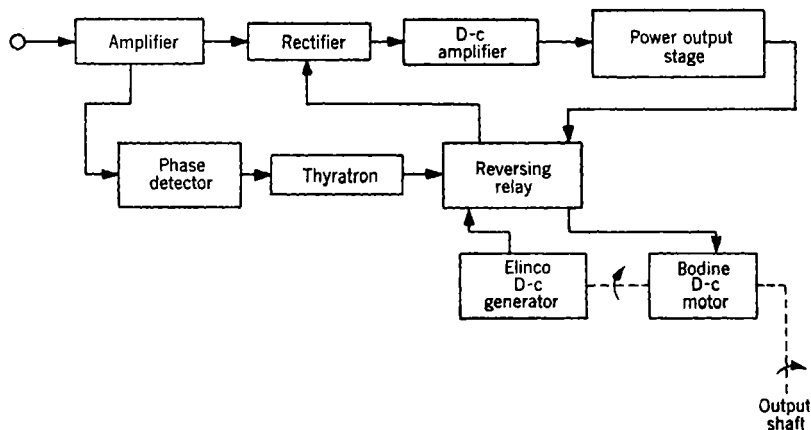 Amplifier
Rectifier
D-c
amplifier
Power output
stage
Phase
detector
Thyratron
Reversing
relay
Elinco
D-c
generator
Bodine
D-c
motor
Output
shaft